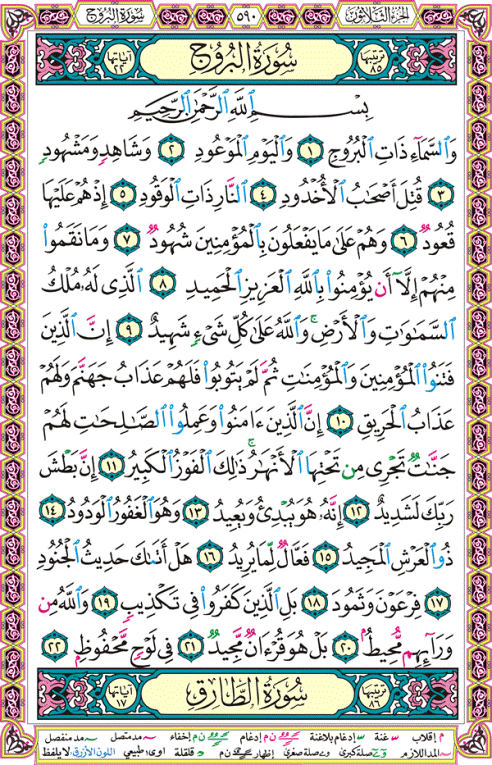 الجزء الثلاثون ٥٩٠ سورة البروج
ترتيبها ٨٥ سُورَةُ البُرُوجِ آياتها ٢٢
بِسْمِ اللَّهِ الرَّحْمَٰنِ الرَّحِيمِ
وَالسَّمَاءِ ذَاتِ الْبُرُوجِ ١ وَالْيَوْمِ الْمَوْعُودِ ٢ وَشَاهِدٍ وَمَشْهُودٍ
٣ قُتِلَ أَصْحَابُ الْأُخْدُودِ ٤ النَّارِ ذَاتِ الْوَقُودِ ٥ إِذْ هُمْ عَلَيْهَا
قُعُودٌ ٦ وَهُمْ عَلَىٰ مَا يَفْعَلُونَ بِالْمُؤْمِنِينَ شُهُودٌ ٧ وَمَا نَقَمُوا
مِنْهُمْ إِلَّا أَن يُؤْمِنُوا بِاللَّهِ الْعَزِيزِ الْحَمِيدِ ٨ الَّذِي لَهُ مُلْكُ
السَّمَاوَاتِ وَالْأَرْضِ ۚ وَاللَّهُ عَلَىٰ كُلِّ شَيْءٍ شَهِيدٌ ٩ إِنَّ الَّذِينَ
فَتَنُوا الْمُؤْمِنِينَ وَالْمُؤْمِنَاتِ ثُمَّ لَمْ يَتُوبُوا فَلَهُمْ عَذَابُ جَهَنَّمَ وَلَهُمْ
عَذَابُ الْحَرِيقِ ١٠ إِنَّ الَّذِينَ ءَامَنُوا وَعَمِلُوا الصَّالِحَاتِ لَهُمْ
جَنَّاتٌ تَجْرِي مِن تَحْتِهَا الْأَنْهَارُ ۚ ذَٰلِكَ الْفَوْزُ الْكَبِيرُ ١١ إِنَّ بَطْشَ
رَبِّكَ لَشَدِيدٌ ١٢ إِنَّهُ هُوَ يُبْدِئُ وَيُعِيدُ ١٣ وَهُوَ الْغَفُورُ الْوَدُودُ ١٤
ذُو الْعَرْشِ الْمَجِيدُ ١٥ فَعَّالٌ لِّمَا يُرِيدُ ١٦ هَلْ أَتَاكَ حَدِيثُ الْجُنُودِ
١٧ فِرْعَوْنَ وَثَمُودَ ١٨ بَلِ الَّذِينَ كَفَرُوا فِي تَكْذِيبٍ ١٩ وَاللَّهُ مِن
وَرَائِهِم مُّحِيطٌ ٢٠ بَلْ هُوَ قُرْءَانٌ مَّجِيدٌ ٢١ فِي لَوْحٍ مَّحْفُوظٍ ٢٢
ترتيبها ٨٦ سُورَةُ الطَّارِقِ آياتها ١٧
م إقلاب غنة إدغام بلاغنة ن م إدغام ن م إخفاء مد متصل مد منفصل
المد اللازم صلة كبرى وصلة صغرى إظهار ن م قلقلة اوى: طبيعي اللون الأزرق: لا يلفظ